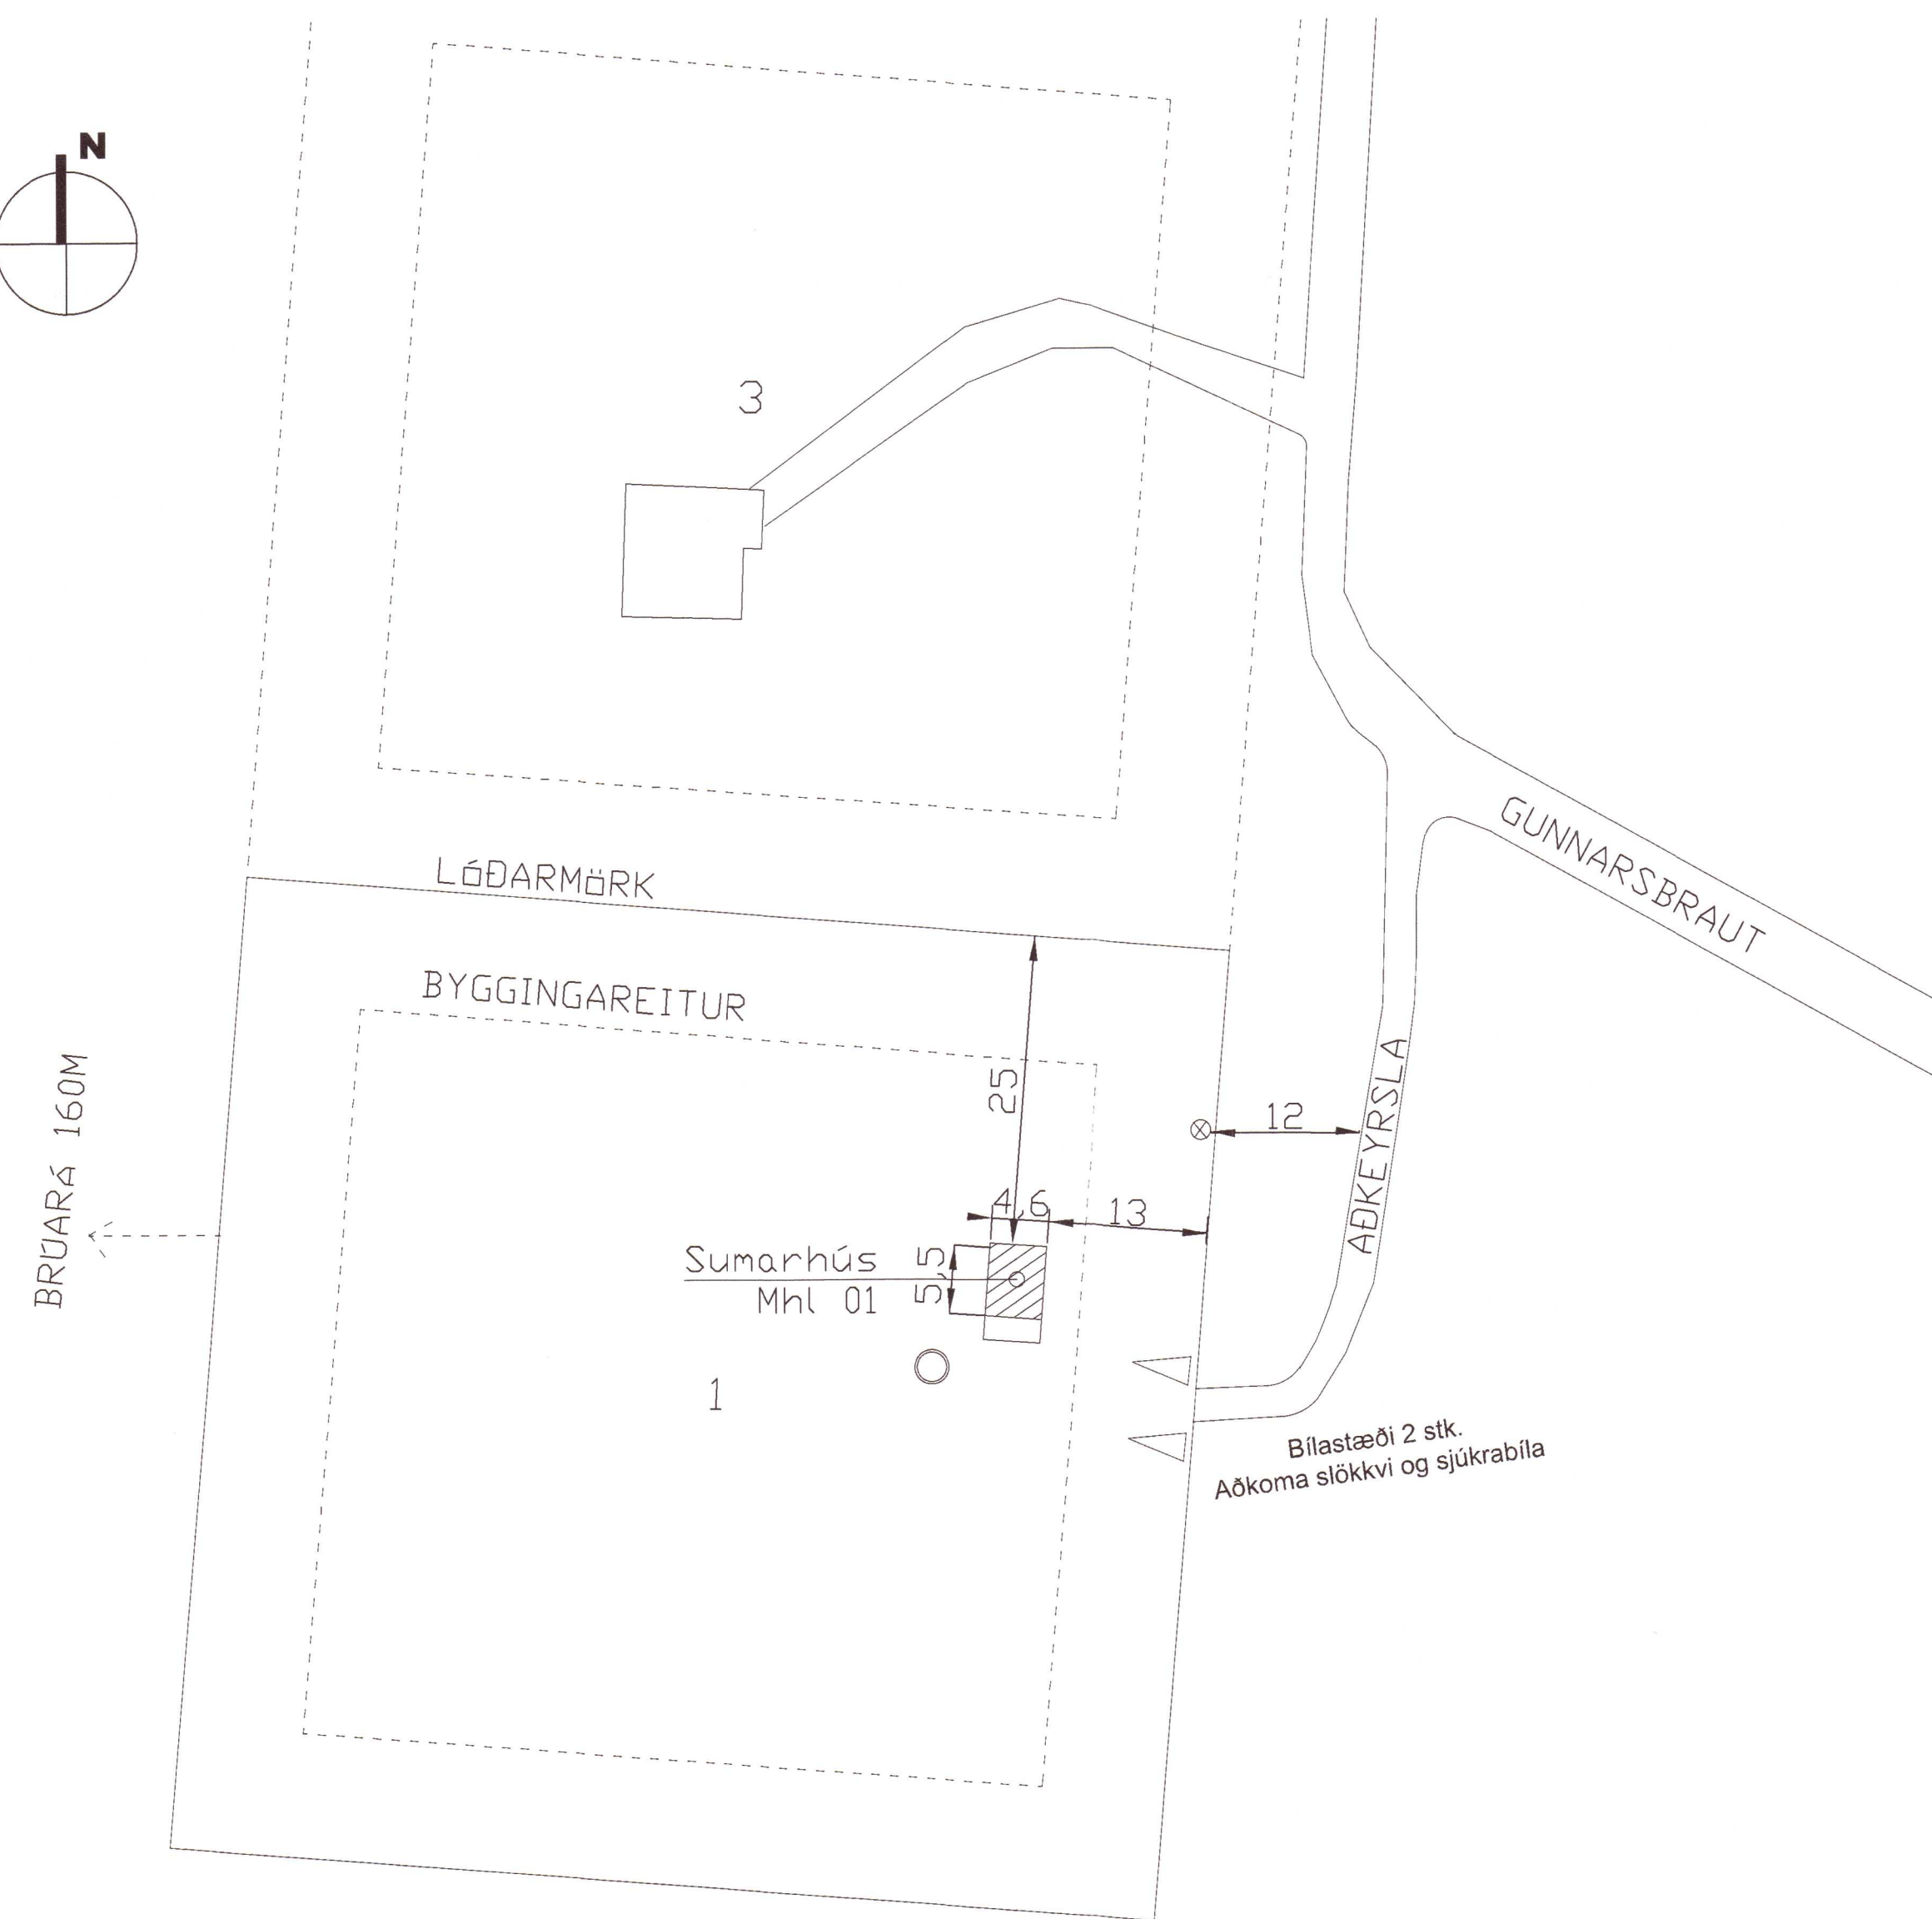 N
3
LÓÐARMÖRK
GUNNARSBRAUT
BYGGINGAREITUR
25
BRÚARÁ 160M
12
AÐKEYRSLA
4,6
13
Sumarhús
Mhl 01
5,5
1
Bílastæði 2 stk.
Aðkoma slökkvi og sjúkrabíla